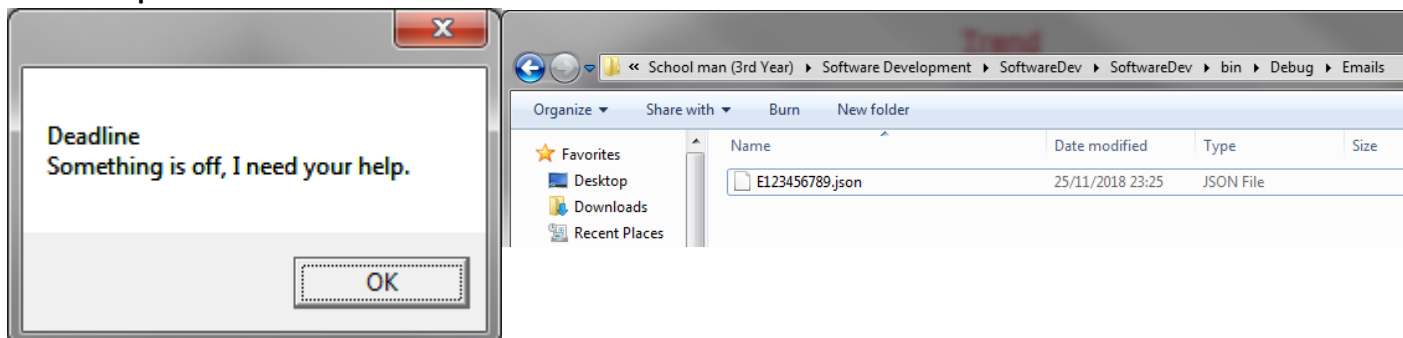 Deadline
Something is off, I need your help.
OK
Trend
« School man (3rd Year) ▸ Software Development ▸ SoftwareDev ▸ SoftwareDev ▸ bin ▸ Debug ▸ Emails
Organize ▾ Share with ▾ Burn New folder
Favorites
Desktop
Downloads
Recent Places
Name Date modified Type Size
E123456789.json 25/11/2018 23:25 JSON File